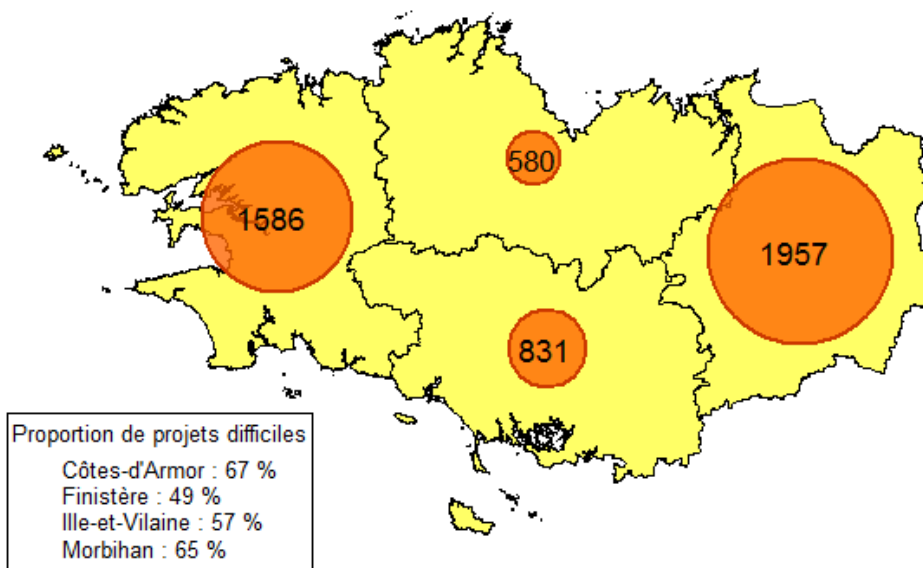 580
1586
1957
831
Proportion de projets difficiles
Côtes-d'Armor : 67 %
Finistère : 49 %
Ille-et-Vilaine : 57 %
Morbihan : 65 %